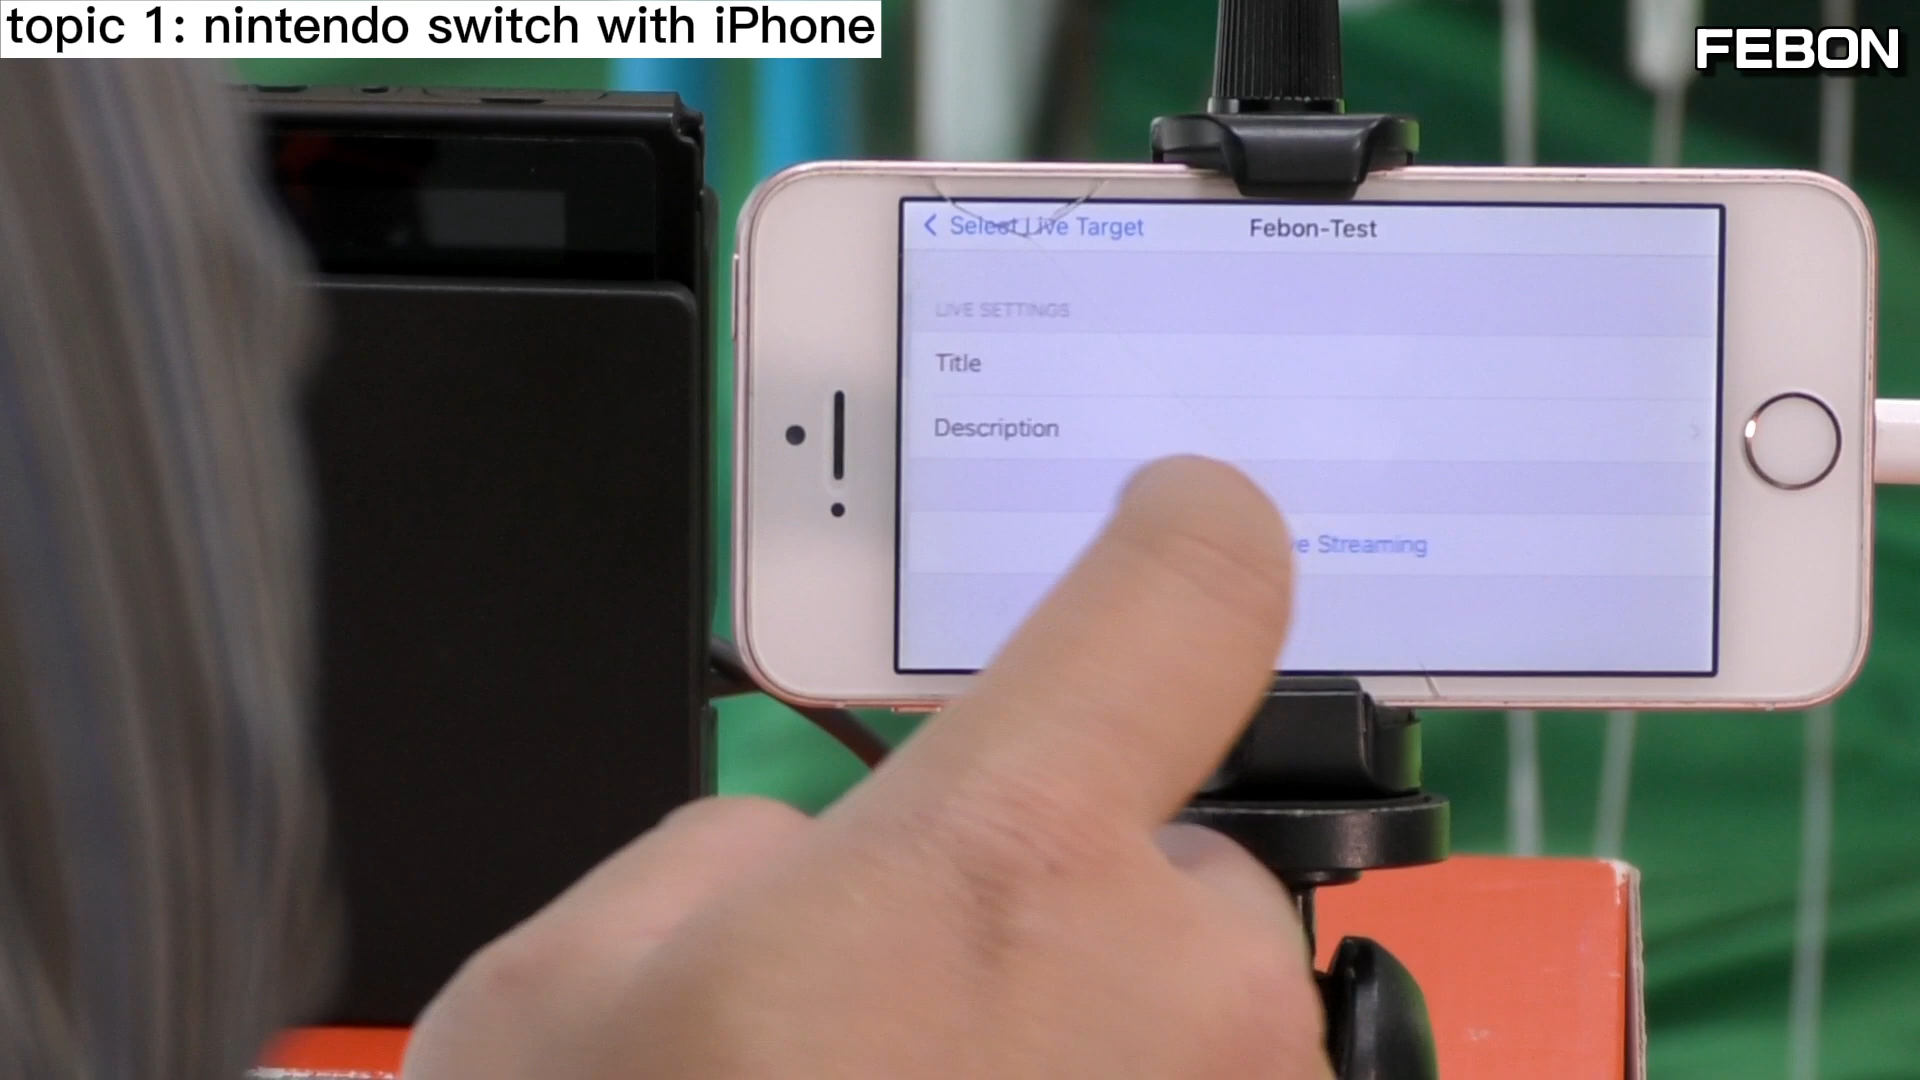 topic 1: nintendo switch with iPhone
FEBON
Select Live Target
Febon-Test
LIVE SETTINGS
Title
Description
Streaming